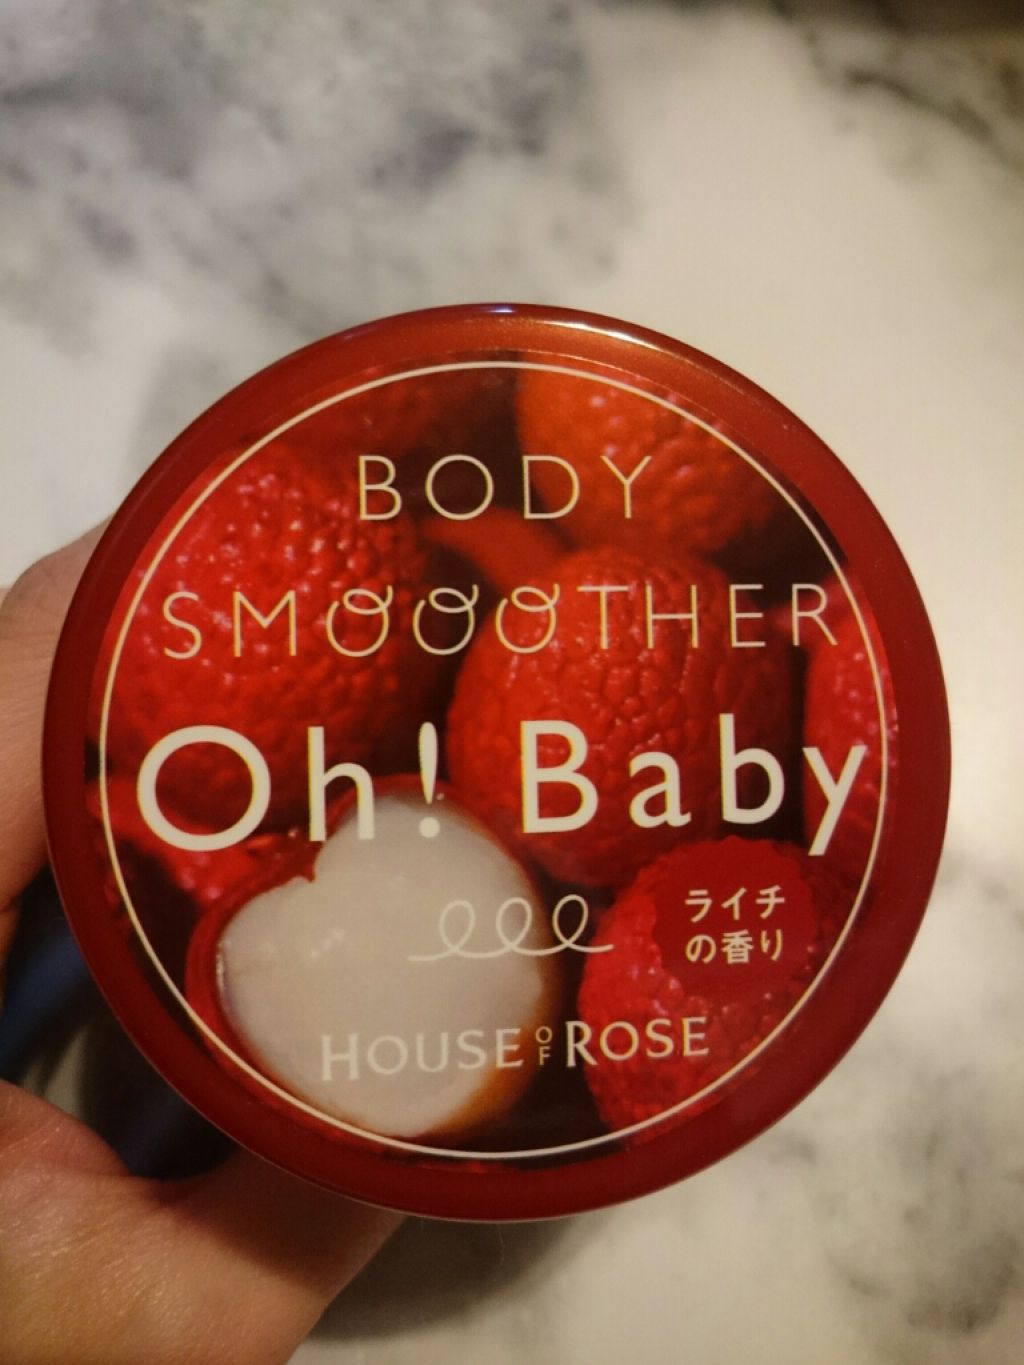 BODY
SMOOOTHER
Oh! Baby
ライチ
の香り
HOUSE OF ROSE